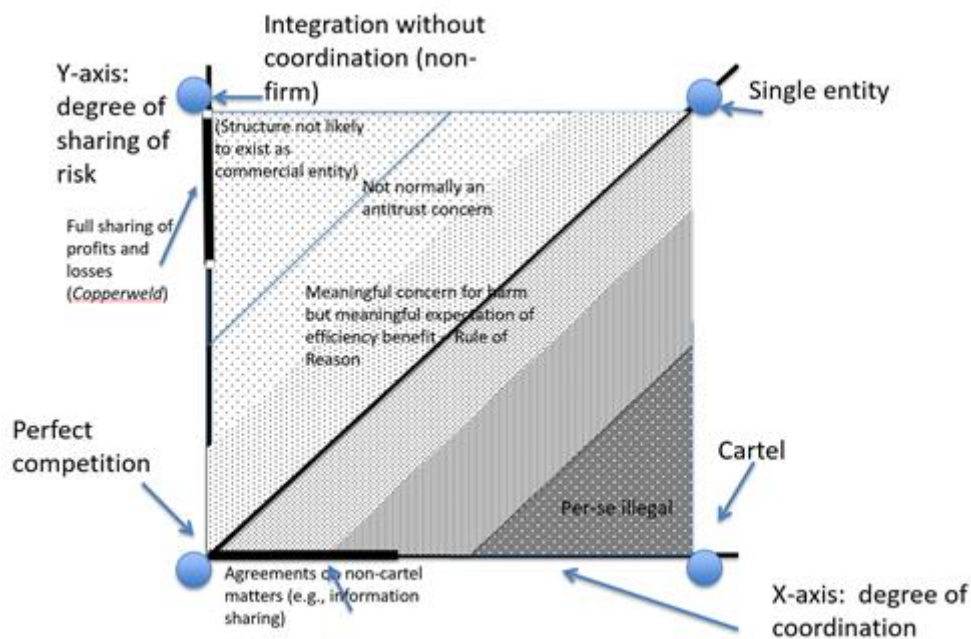 Integration without
coordination (non-
firm)
Y-axis:
degree of
sharing of
risk
Single entity
(Structure not likely
to exist as
commercial entity)
Not normally an
antitrust concern
Full sharing of
profits and
losses
(Copperweld)
Meaningful concern for harm
but meaningful expectation of
efficiency benefit – Rule of
Reason
Perfect
competition
Cartel
Per-se illegal
Agreements on non-cartel
matters (e.g., information
sharing)
X-axis: degree of
coordination